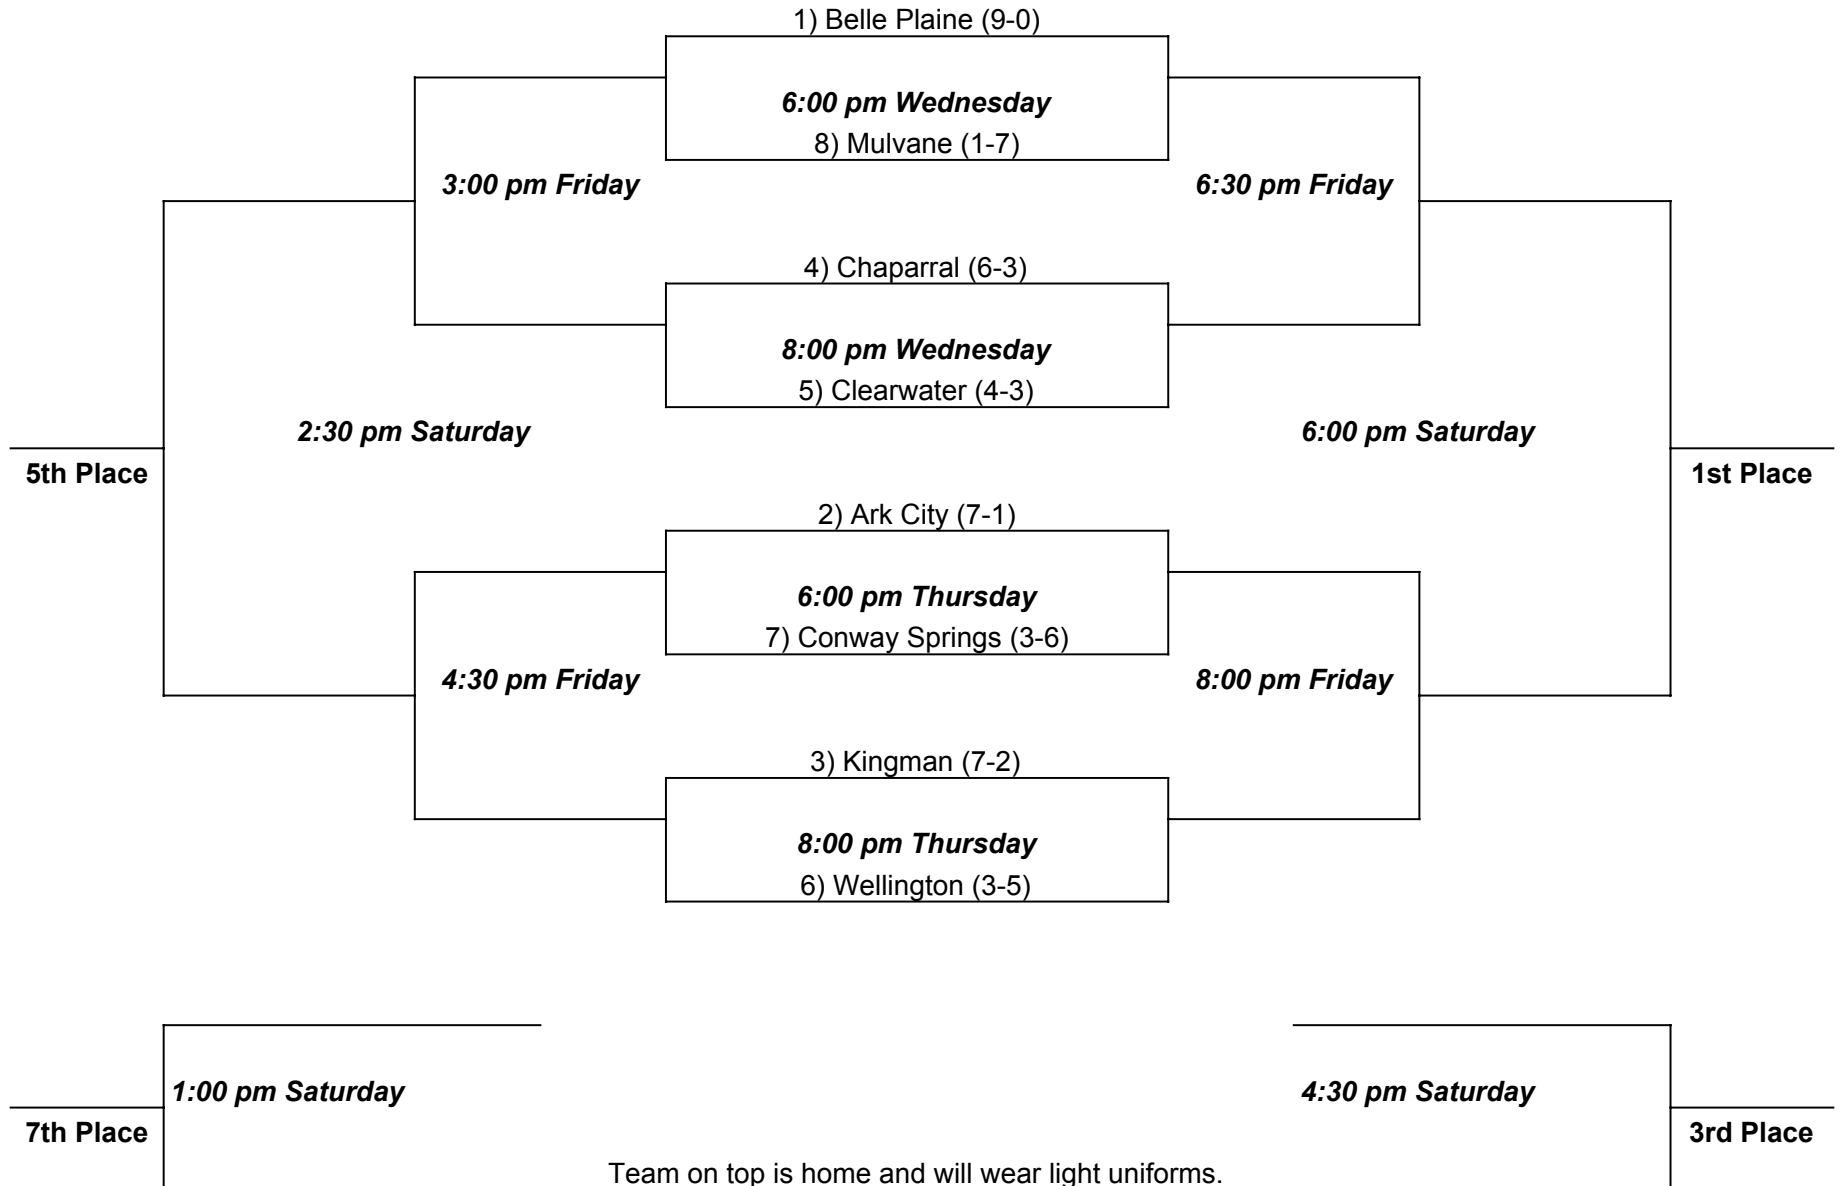 1) Belle Plaine (9-0)
6:00 pm Wednesday
8) Mulvane (1-7)
3:00 pm Friday
6:30 pm Friday
4) Chaparral (6-3)
8:00 pm Wednesday
5) Clearwater (4-3)
2:30 pm Saturday
6:00 pm Saturday
5th Place
1st Place
2) Ark City (7-1)
6:00 pm Thursday
7) Conway Springs (3-6)
4:30 pm Friday
8:00 pm Friday
3) Kingman (7-2)
8:00 pm Thursday
6) Wellington (3-5)
1:00 pm Saturday
4:30 pm Saturday
7th Place
3rd Place
Team on top is home and will wear light uniforms.